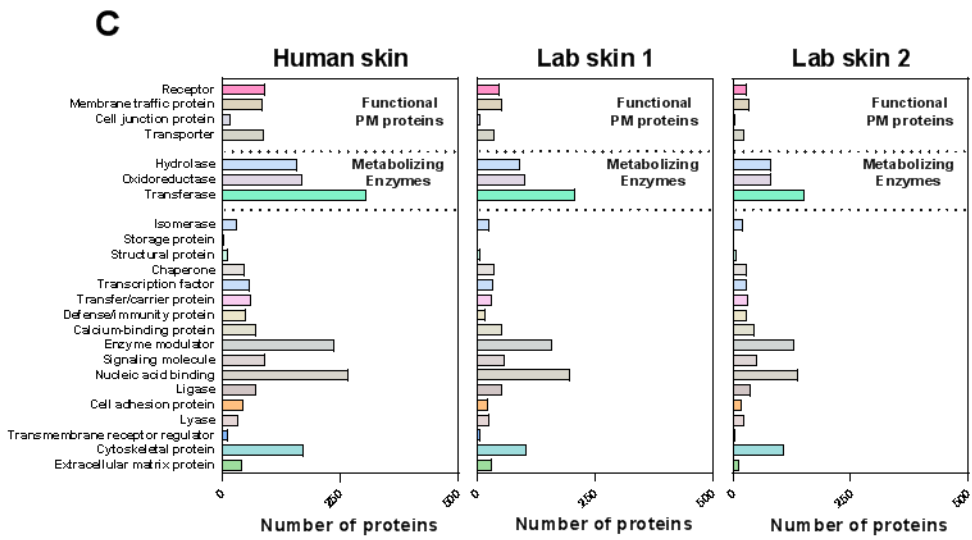 C
Human skin
Lab skin 1
Lab skin 2
Receptor
Membrane traffic protein
Cell junction protein
Transporter
Functional
PM proteins
Functional
PM proteins
Functional
PM proteins
Hydrolase
Oxidoreductase
Transferase
Metabolizing
Enzymes
Metabolizing
Enzymes
Metabolizing
Enzymes
Isomerase
Storage protein
Structural protein
Chaperone
Transcription factor
Transfer/carrier protein
Defense/immunity protein
Calcium-binding protein
Enzyme modulator
Signaling molecule
Nucleic acid binding
Ligase
Cell adhesion protein
Lyase
Transmembrane receptor regulator
Cytoskeletal protein
Extracellular matrix protein
0 250 500
0 250 500
0 250 500
Number of proteins
Number of proteins
Number of proteins